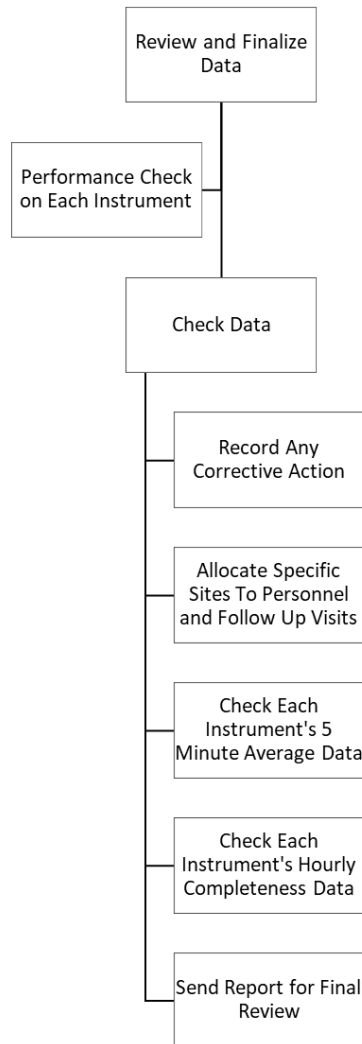 Review and Finalize
Data
Performance Check
on Each Instrument
Check Data
Record Any
Corrective Action
Allocate Specific
Sites To Personnel
and Follow Up Visits
Check Each
Instrument's 5
Minute Average Data
Check Each
Instrument's Hourly
Completeness Data
Send Report for Final
Review